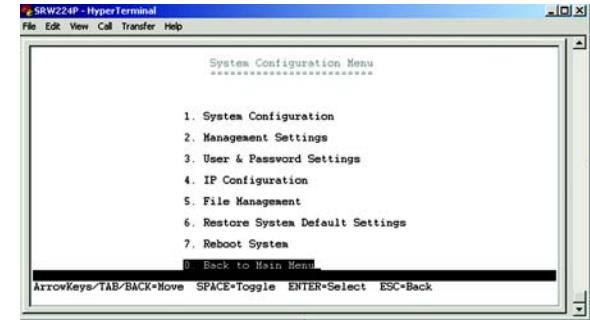 SRW224P - HyperTerminal
File Edit View Call Transfer Help
System Configuration Menu
=========================
1. System Configuration
2. Management Settings
3. User & Password Settings
4. IP Configuration
5. File Management
6. Restore System Default Settings
7. Reboot System
0. Back to Main Menu
ArrowKeys/TAB/BACK=Move SPACE=Toggle ENTER=Select ESC=Back